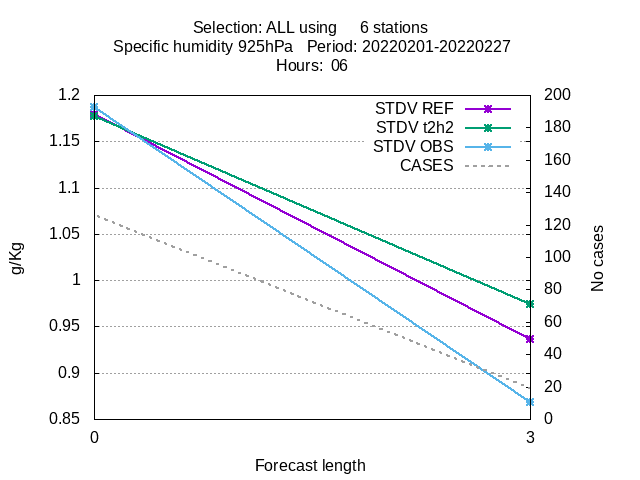 Selection: ALL using     6 stations
Specific humidity 925hPa   Period: 20220201-20220227
Hours:  06
STDV REF
STDV t2h2
STDV OBS
CASES
g/Kg
1.2
1.15
1.1
1.05
1
0.95
0.9
0.85
200
180
160
140
120
100
80
60
40
20
0
No cases
0
3
Forecast length